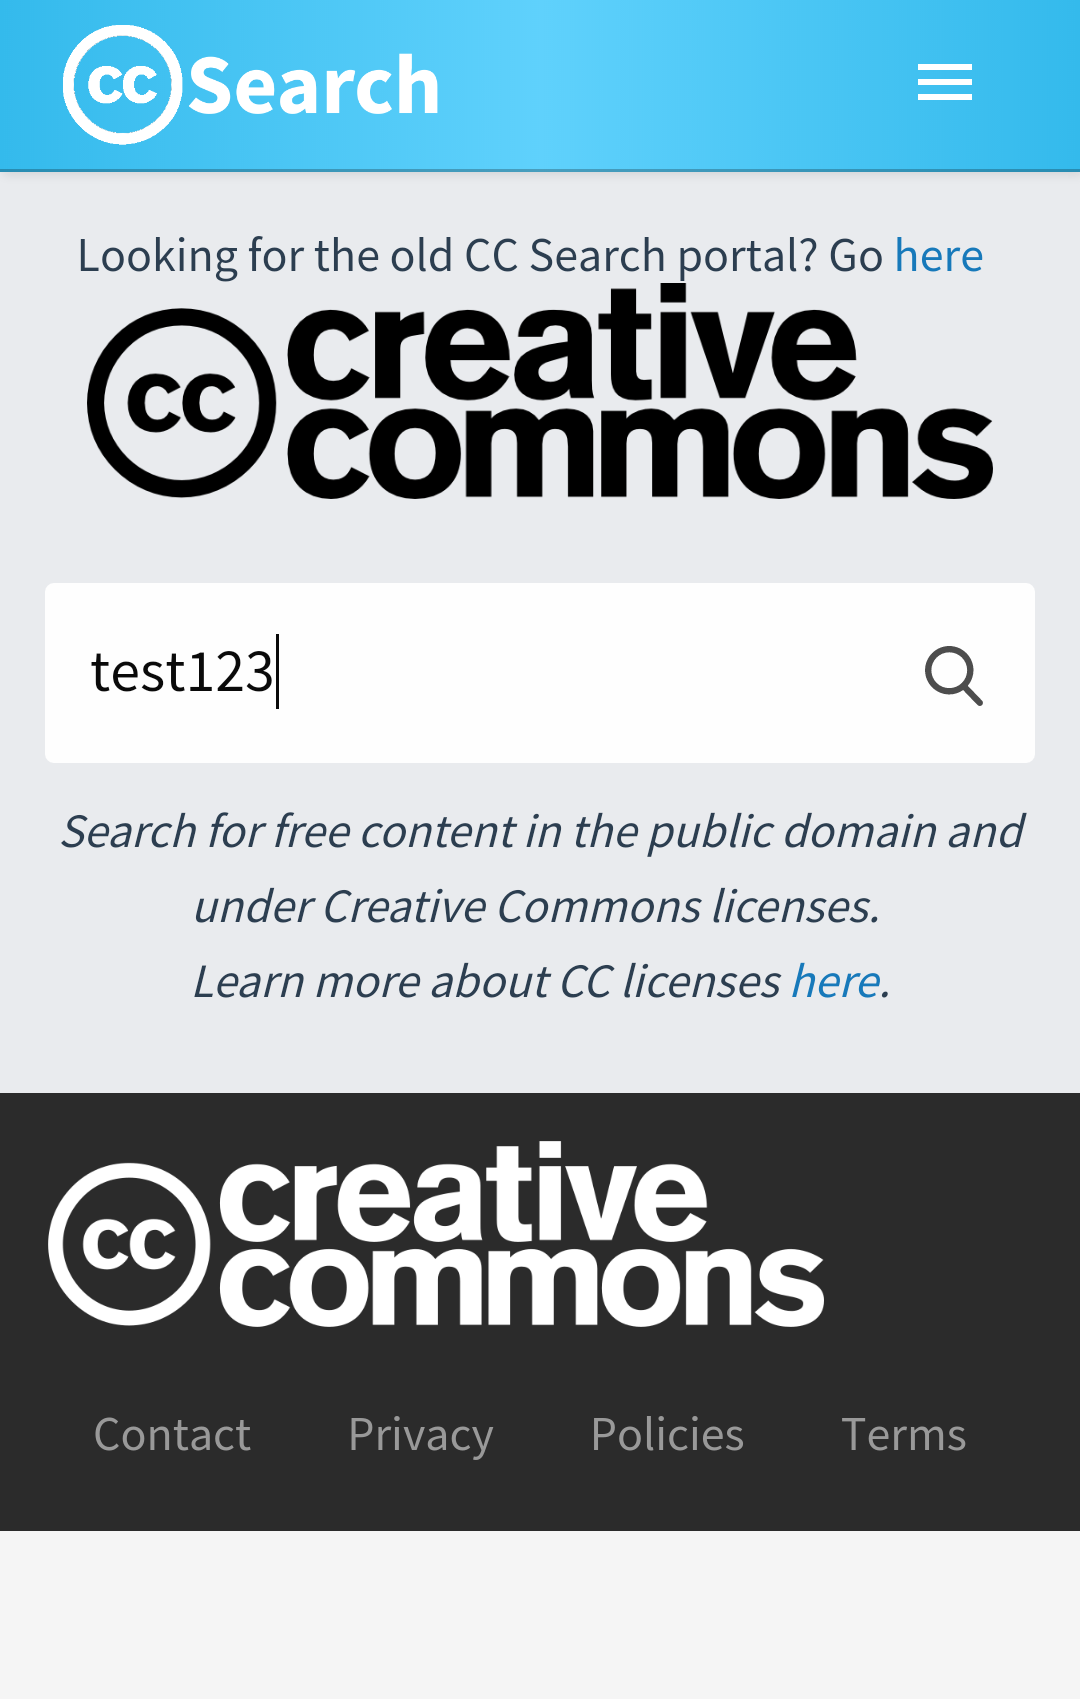 cc Search
Looking for the old CC Search portal? Go here
cc creative
commons
test123
Search for free content in the public domain and
under Creative Commons licenses.
Learn more about CC licenses here.
cc creative
commons
Contact Privacy Policies Terms